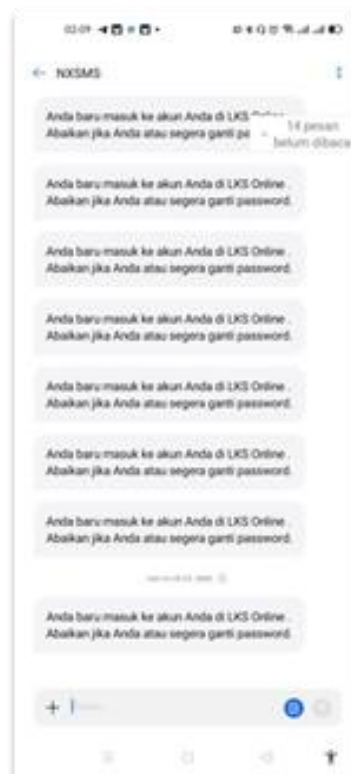 02:09
NXSMS
Anda baru masuk ke akun Anda di LKS
Abaikan jika Anda atau segera ganti
14 pesan
belum dibaca
Anda baru masuk ke akun Anda di LKS Online .
Abaikan jika Anda atau segera ganti password.
Anda baru masuk ke akun Anda di LKS Online .
Abaikan jika Anda atau segera ganti password.
Anda baru masuk ke akun Anda di LKS Online .
Abaikan jika Anda atau segera ganti password.
Anda baru masuk ke akun Anda di LKS Online .
Abaikan jika Anda atau segera ganti password.
Anda baru masuk ke akun Anda di LKS Online .
Abaikan jika Anda atau segera ganti password.
Anda baru masuk ke akun Anda di LKS Online .
Abaikan jika Anda atau segera ganti password.
Anda baru masuk ke akun Anda di LKS Online .
Abaikan jika Anda atau segera ganti password.